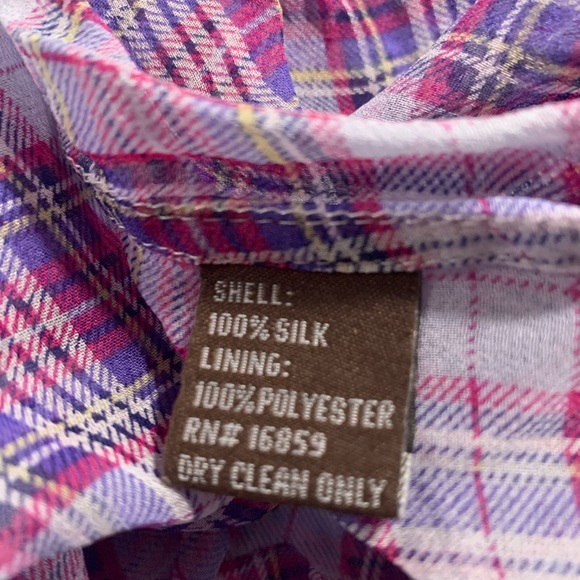 SHELL:
100% SILK
LINING:
100% POLYESTER
RN# 16859
DRY CLEAN ONLY